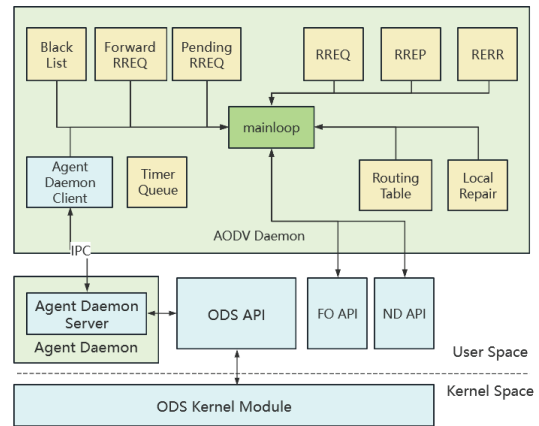 Black
List
Forward
RREQ
Pending
RREQ
RREQ
RREP
RERR
mainloop
Agent
Daemon
Client
Timer
Queue
Routing
Table
Local
Repair
AODV Daemon
IPC
Agent Daemon
Server
Agent Daemon
ODS API
FO API
ND API
User Space
Kernel Space
ODS Kernel Module